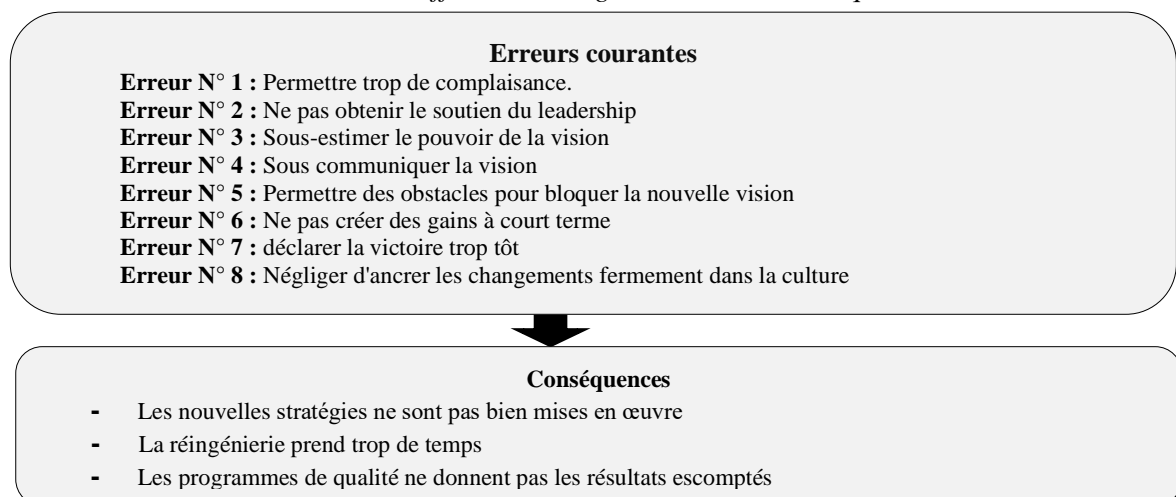 Erreurs courantes
Erreur N° 1 : Permettre trop de complaisance.
Erreur N° 2 : Ne pas obtenir le soutien du leadership
Erreur N° 3 : Sous-estimer le pouvoir de la vision
Erreur N° 4 : Sous communiquer la vision
Erreur N° 5 : Permettre des obstacles pour bloquer la nouvelle vision
Erreur N° 6 : Ne pas créer des gains à court terme
Erreur N° 7 : déclarer la victoire trop tôt
Erreur N° 8 : Négliger d'ancrer les changements fermement dans la culture
Conséquences
- Les nouvelles stratégies ne sont pas bien mises en œuvre
- La réingénierie prend trop de temps
- Les programmes de qualité ne donnent pas les résultats escomptés